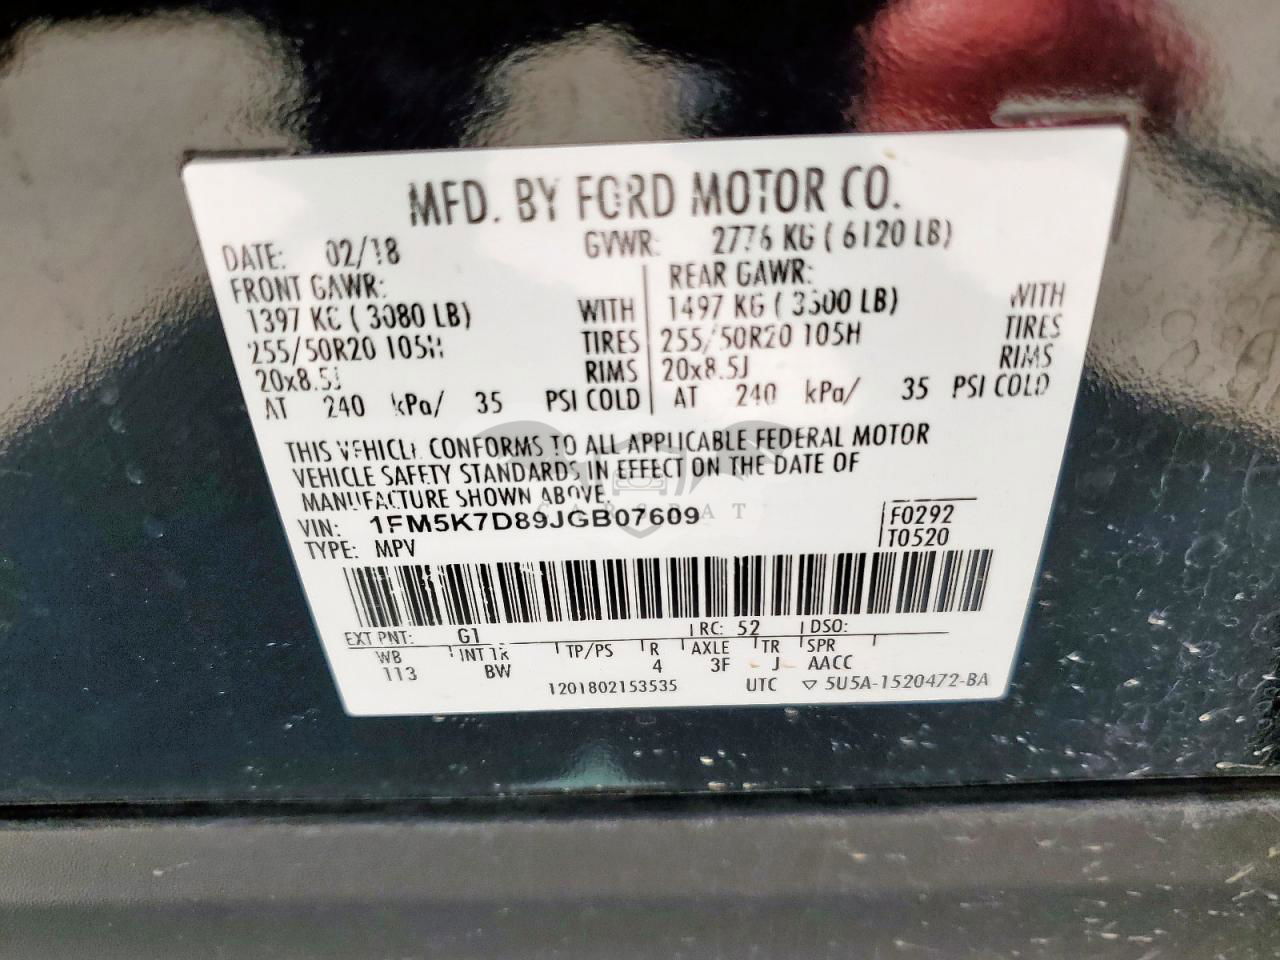 MFD. BY FORD MOTOR CO.
DATE: 02/18 GVWR: 2776 KG ( 6120 LB)
FRONT GAWR: REAR GAWR:
1397 KG ( 3080 LB) WITH 1497 KG ( 3300 LB) WITH
255/50R20 105H TIRES 255/50R20 105H TIRES
20x8.5J RIMS 20x8.5J RIMS
AT 240 kPa/ 35 PSI COLD AT 240 kPa/ 35 PSI COLD
THIS VEHICLE CONFORMS TO ALL APPLICABLE FEDERAL MOTOR
VEHICLE SAFETY STANDARDS IN EFFECT ON THE DATE OF
MANUFACTURE SHOWN ABOVE.
VIN: 1FM5K7D89JGB07609 F0292
TYPE: MPV T0520
EXT PNT: G1 RC: 52 DSO:
WB INT TR TP/PS R AXLE TR SPR
113 BW 4 3F J AACC
1201802153535 UTC ▽ 5U5A-1520472-BA